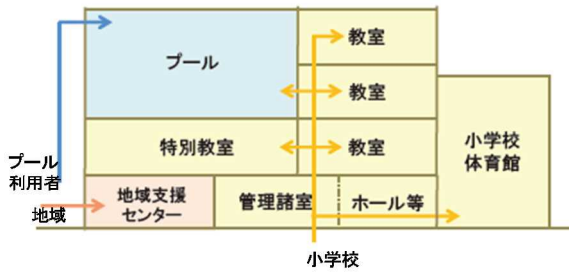 プール
教室
教室
特別教室
教室
小学校
体育館
プール
利用者
地域
地域支援
センター
管理諸室
ホール等
小学校